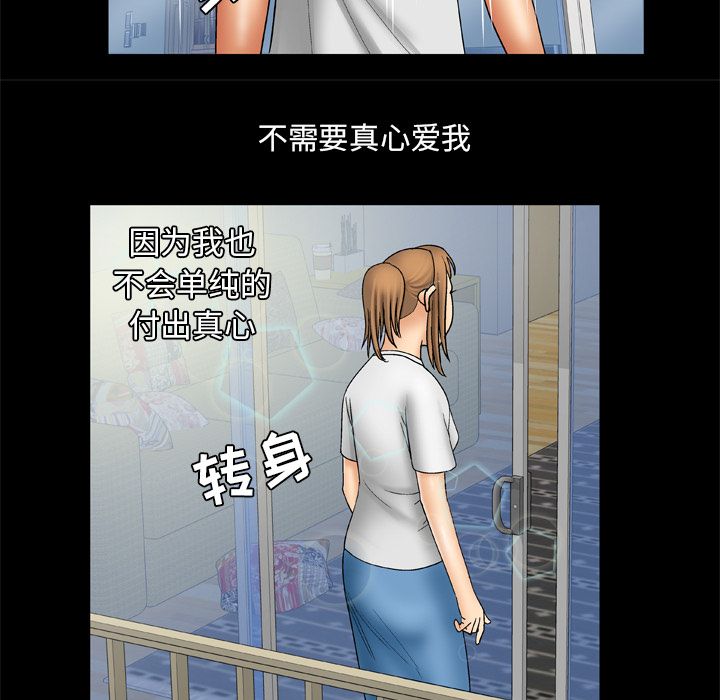 不需要真心爱我
因为我也
不会单纯的
付出真心
转身